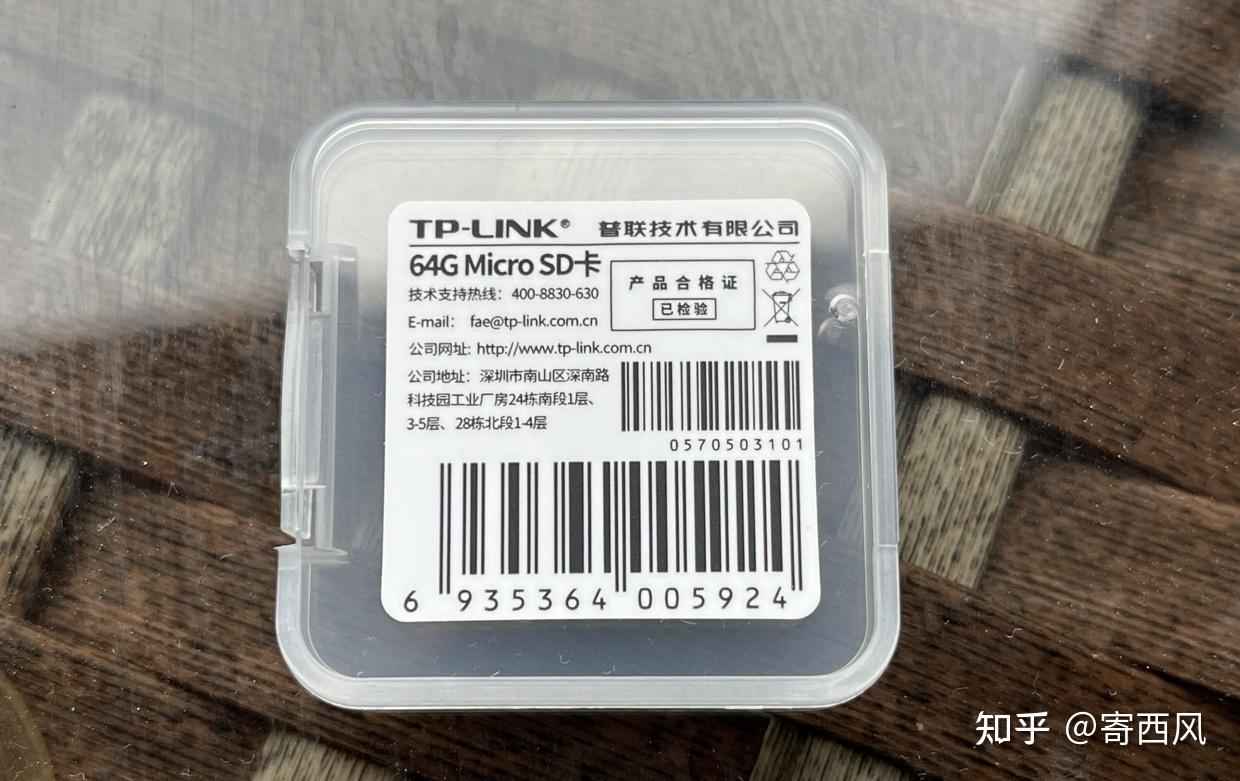 TP-LINK® 普联技术有限公司
64G Micro SD卡
产品合格证
已检验
技术支持热线：400-8830-630
E-mail： fae@tp-link.com.cn
公司网址: http://www.tp-link.com.cn
公司地址：深圳市南山区深南路
科技园工业厂房24栋南段1层、
3-5层、28栋北段1-4层
0570503101
6 935364 005924
知乎 @寄西风